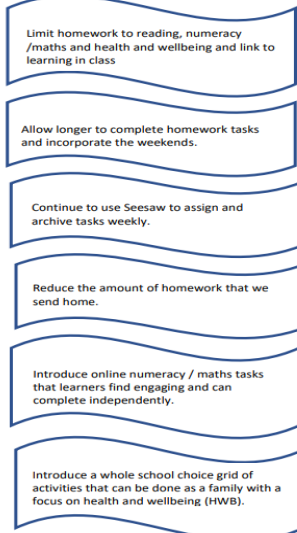 Limit homework to reading, numeracy
/maths and health and wellbeing and link to
learning in class
Allow longer to complete homework tasks
and incorporate the weekends.
Continue to use Seesaw to assign and
archive tasks weekly.
Reduce the amount of homework that we
send home.
Introduce online numeracy / maths tasks
that learners find engaging and can
complete independently.
Introduce a whole school choice grid of
activities that can be done as a family with a
focus on health and wellbeing (HWB).